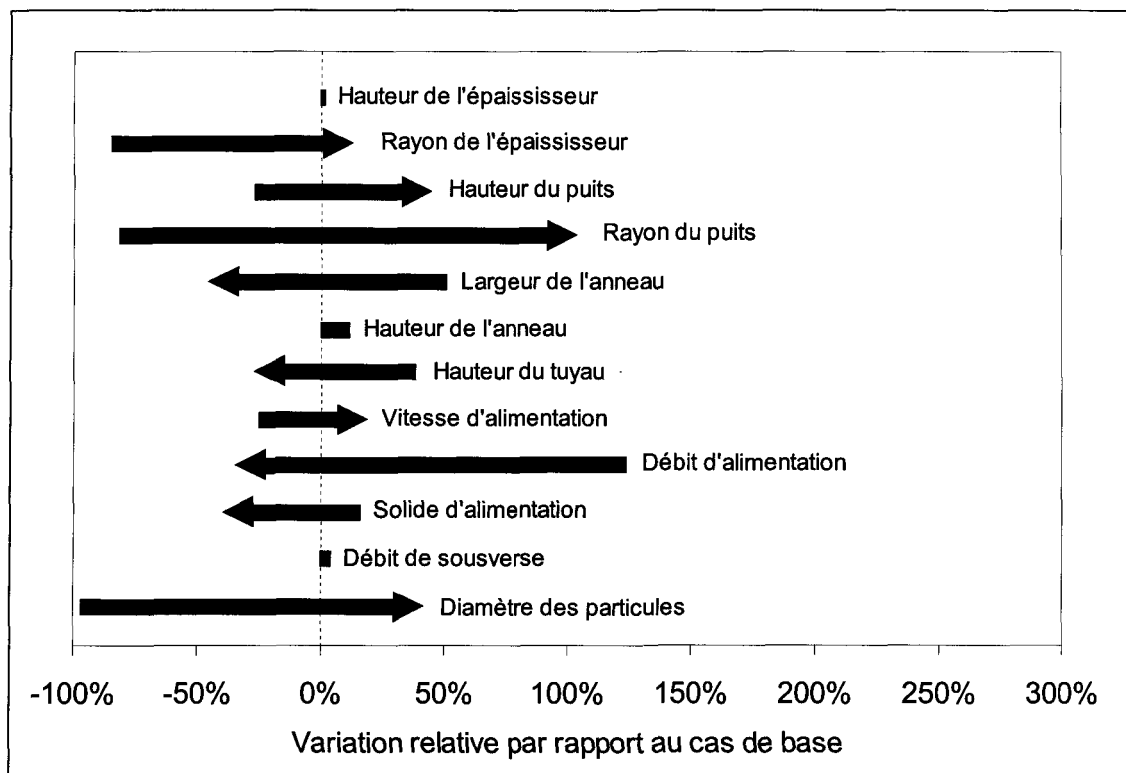 Hauteur de l'épaississeur
Rayon de l'épaississeur
Hauteur du puits
Rayon du puits
Largeur de l'anneau
Hauteur de l'anneau
Hauteur du tuyau
Vitesse d'alimentation
Débit d'alimentation
Solide d'alimentation
Débit de sousverse
Diamètre des particules
-100% -50% 0% 50% 100% 150% 200% 250% 300%
Variation relative par rapport au cas de base